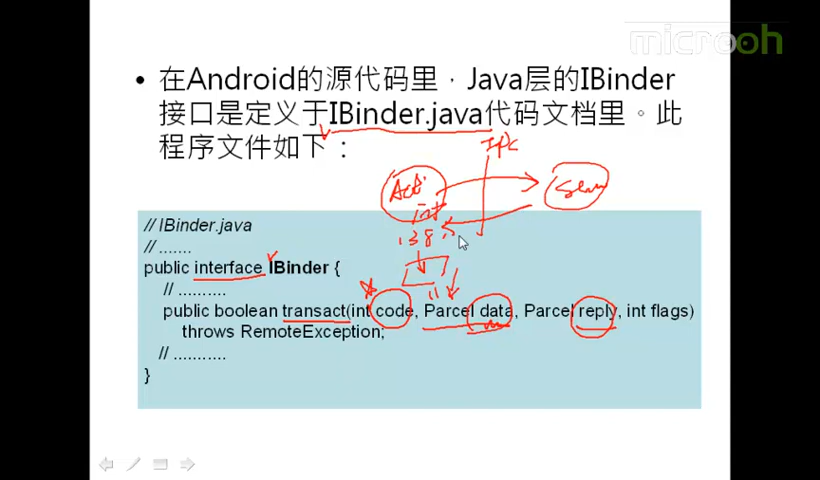 microoh
• 在Android的源代码里，Java层的IBinder
接口是定义于IBinder.java代码文档里。此
程序文件如下：
IPC
Acti
int
138
// IBinder.java
// .......
public interface IBinder {
// ..........
public boolean transact(int code, Parcel data, Parcel reply, int flags)
throws RemoteException;
// ...........
}